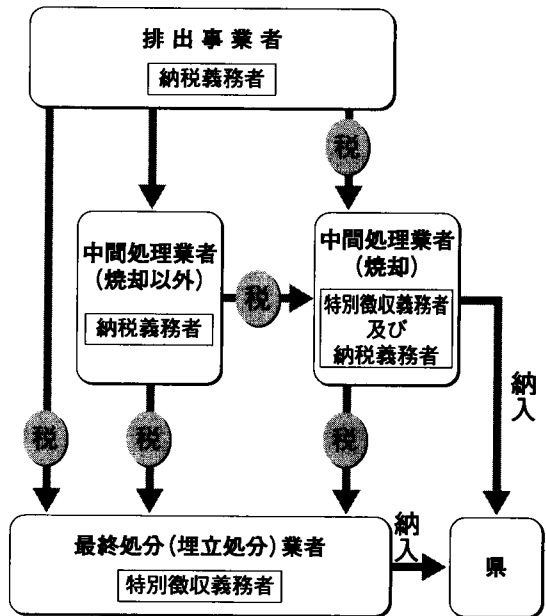 排出事業者
納税義務者
税
中間処理業者
(焼却以外)
納税義務者
税
中間処理業者
(焼却)
特別徴収義務者
及び
納税義務者
納入
税
税
税
最終処分(埋立処分)業者
特別徴収義務者
納入
県